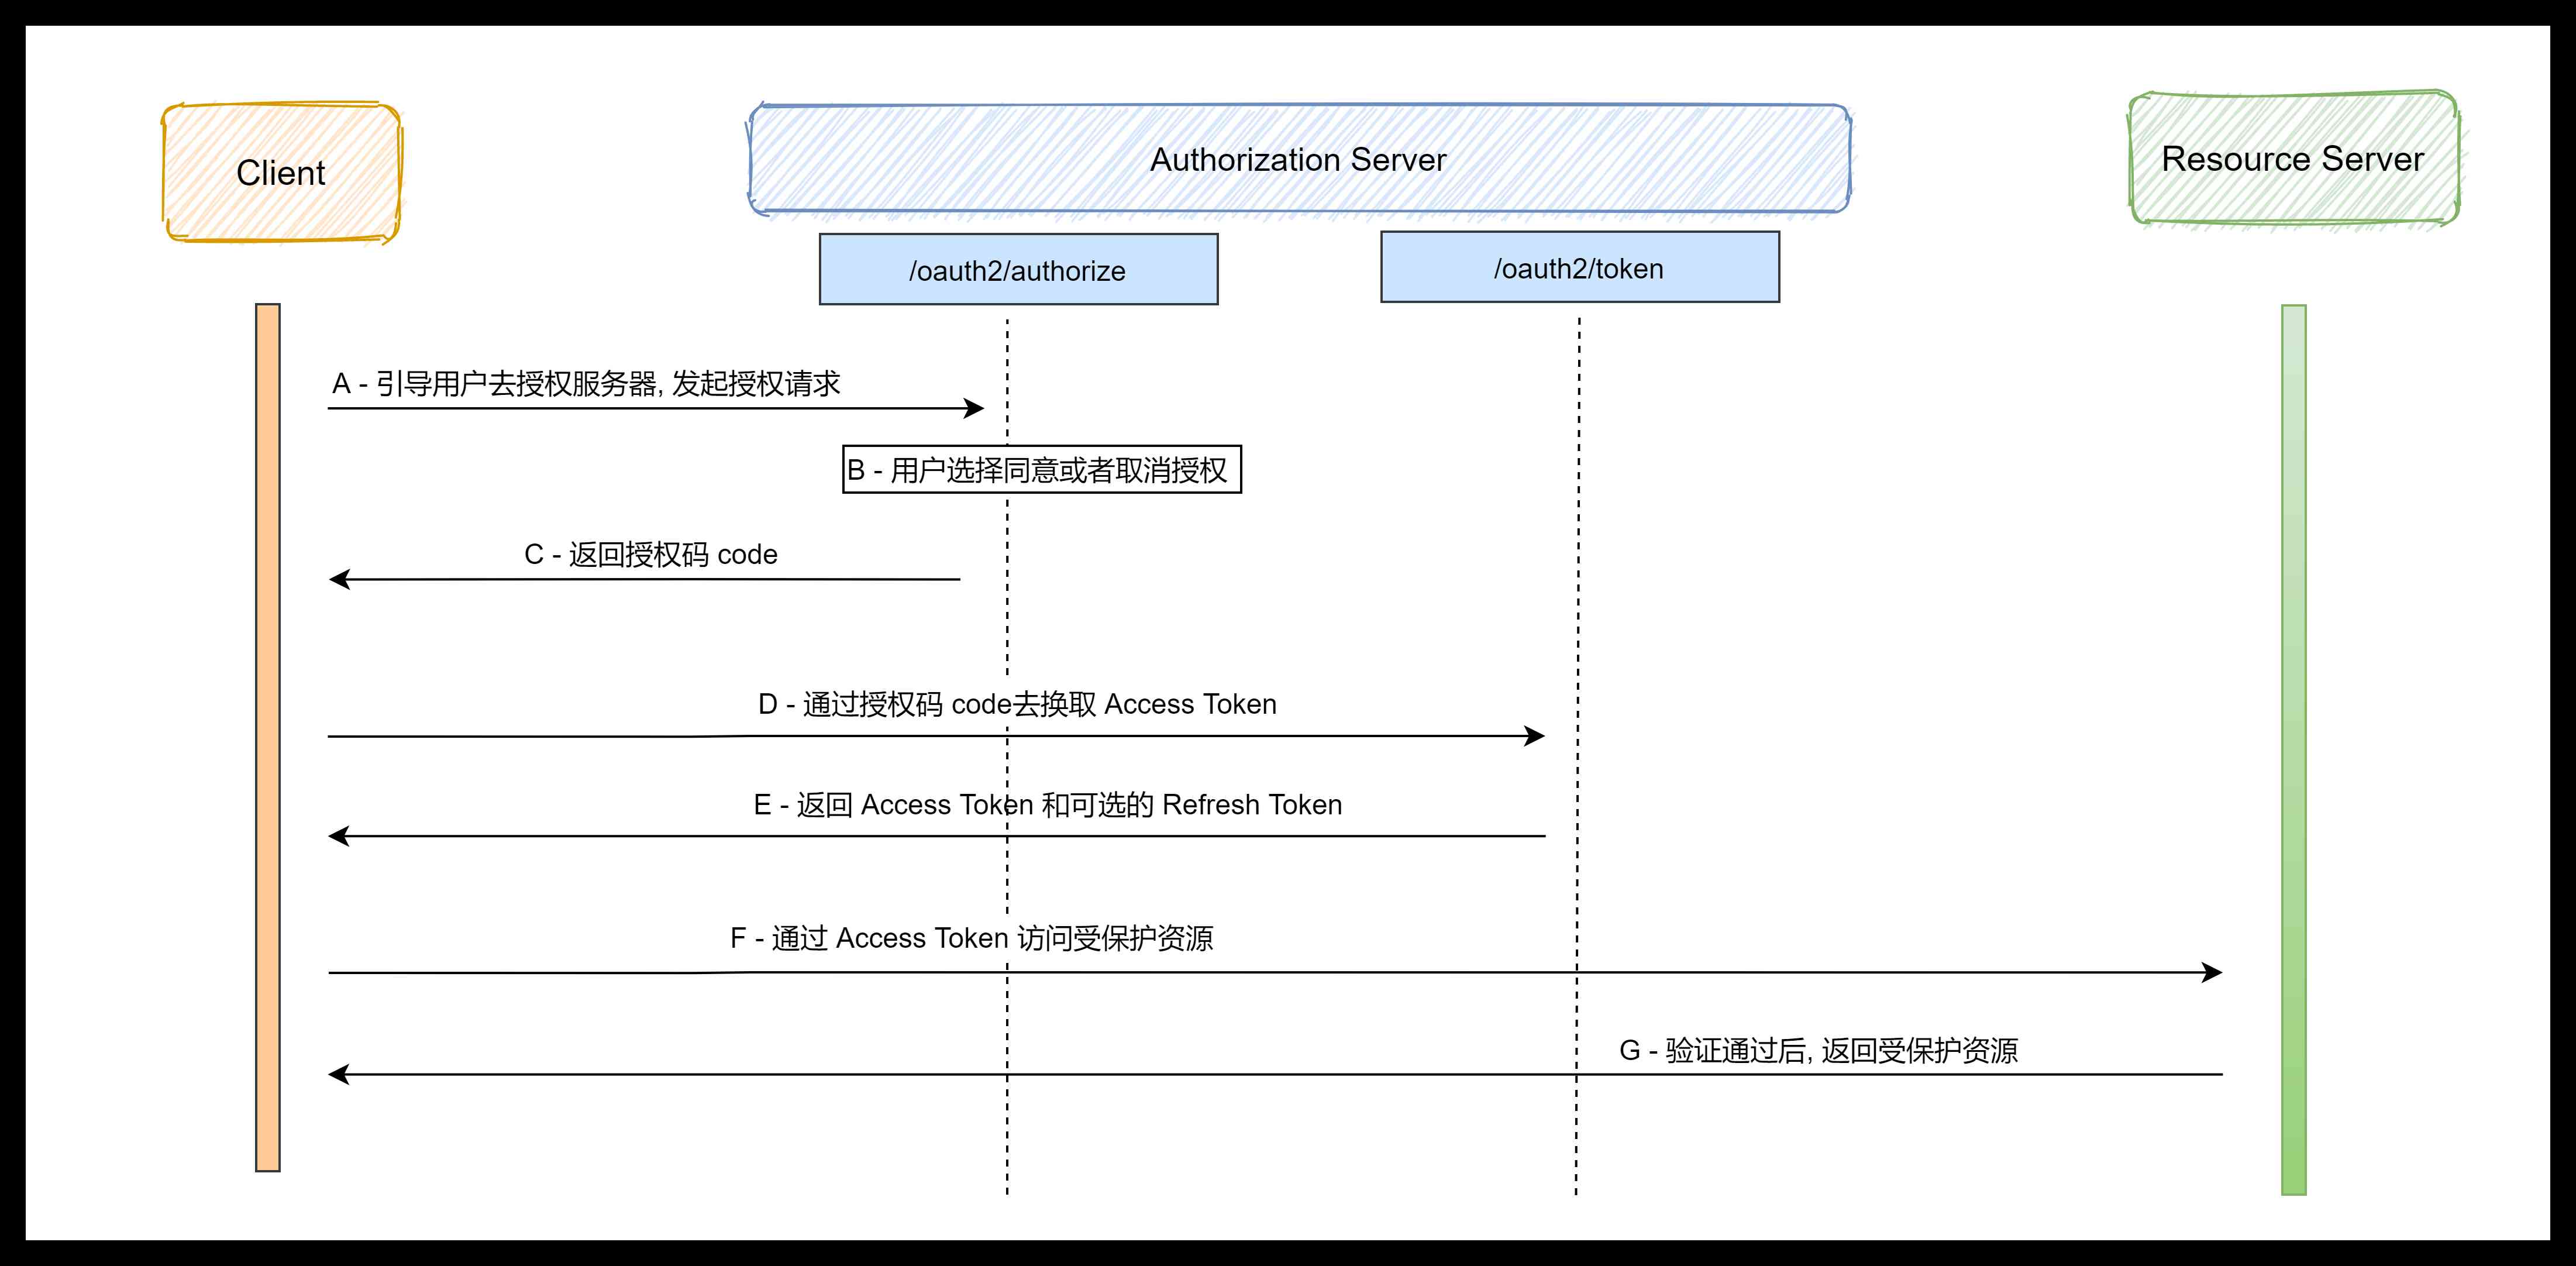 Client
Authorization Server
Resource Server
/oauth2/authorize
/oauth2/token
A - 引导用户去授权服务器, 发起授权请求
B - 用户选择同意或者取消授权
C - 返回授权码 code
D - 通过授权码 code去换取 Access Token
E - 返回 Access Token 和可选的 Refresh Token
F - 通过 Access Token 访问受保护资源
G - 验证通过后, 返回受保护资源